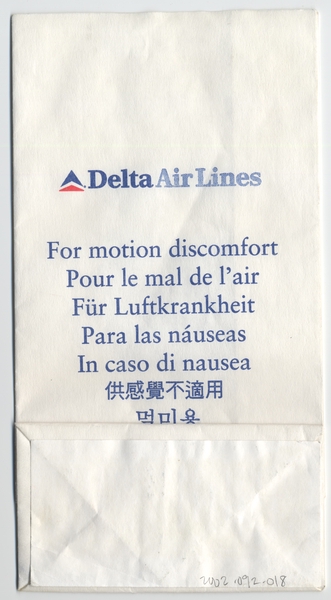 Delta Air Lines
For motion discomfort
Pour le mal de l'air
Für Luftkrankheit
Para las náuseas
In caso di nausea
供感覺不適用
멀미용
2002.092.018